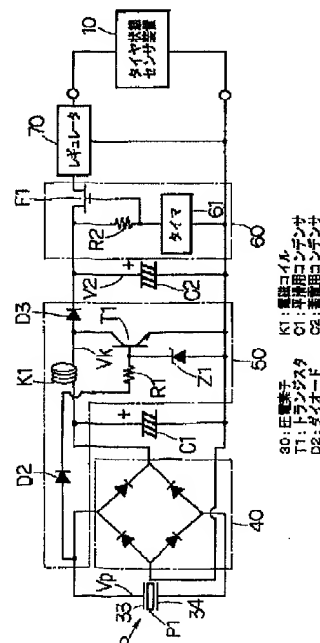 10
タイヤ状態
センサ装置
70
レギュレータ
F1
R2
タイマ
61
60
D3
V2
C2
K1
Vk
T1
R1
Z1
50
D2
C1
40
Vp
33
34
P1
30:圧電素子
T1:トランジスタ
D2:ダイオード
K1:電磁コイル
C1:平滑用コンデンサ
C2:蓄電用コンデンサ